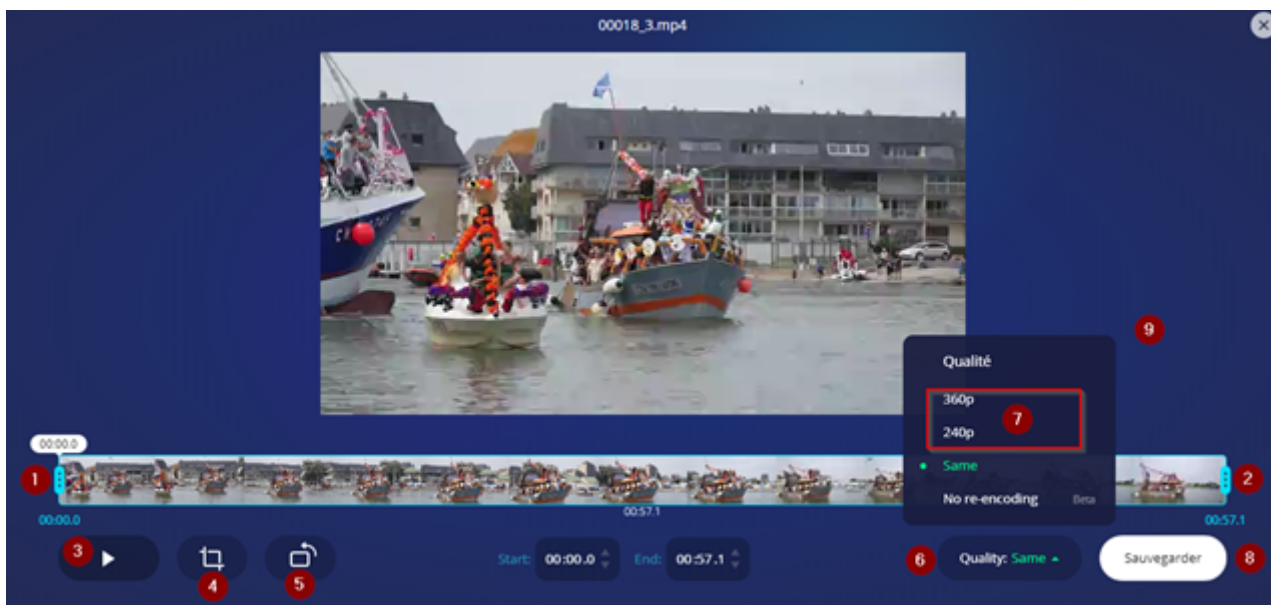 00018_3.mp4
9
Qualité
360p
7
240p
Same
No re-encoding Beta
00:00.0
1
2
00:00.0
00:57.1
00:57.1
3
4
5
Start: 00:00.0
End: 00:57.1
6
Quality: Same
Sauvegarder
8